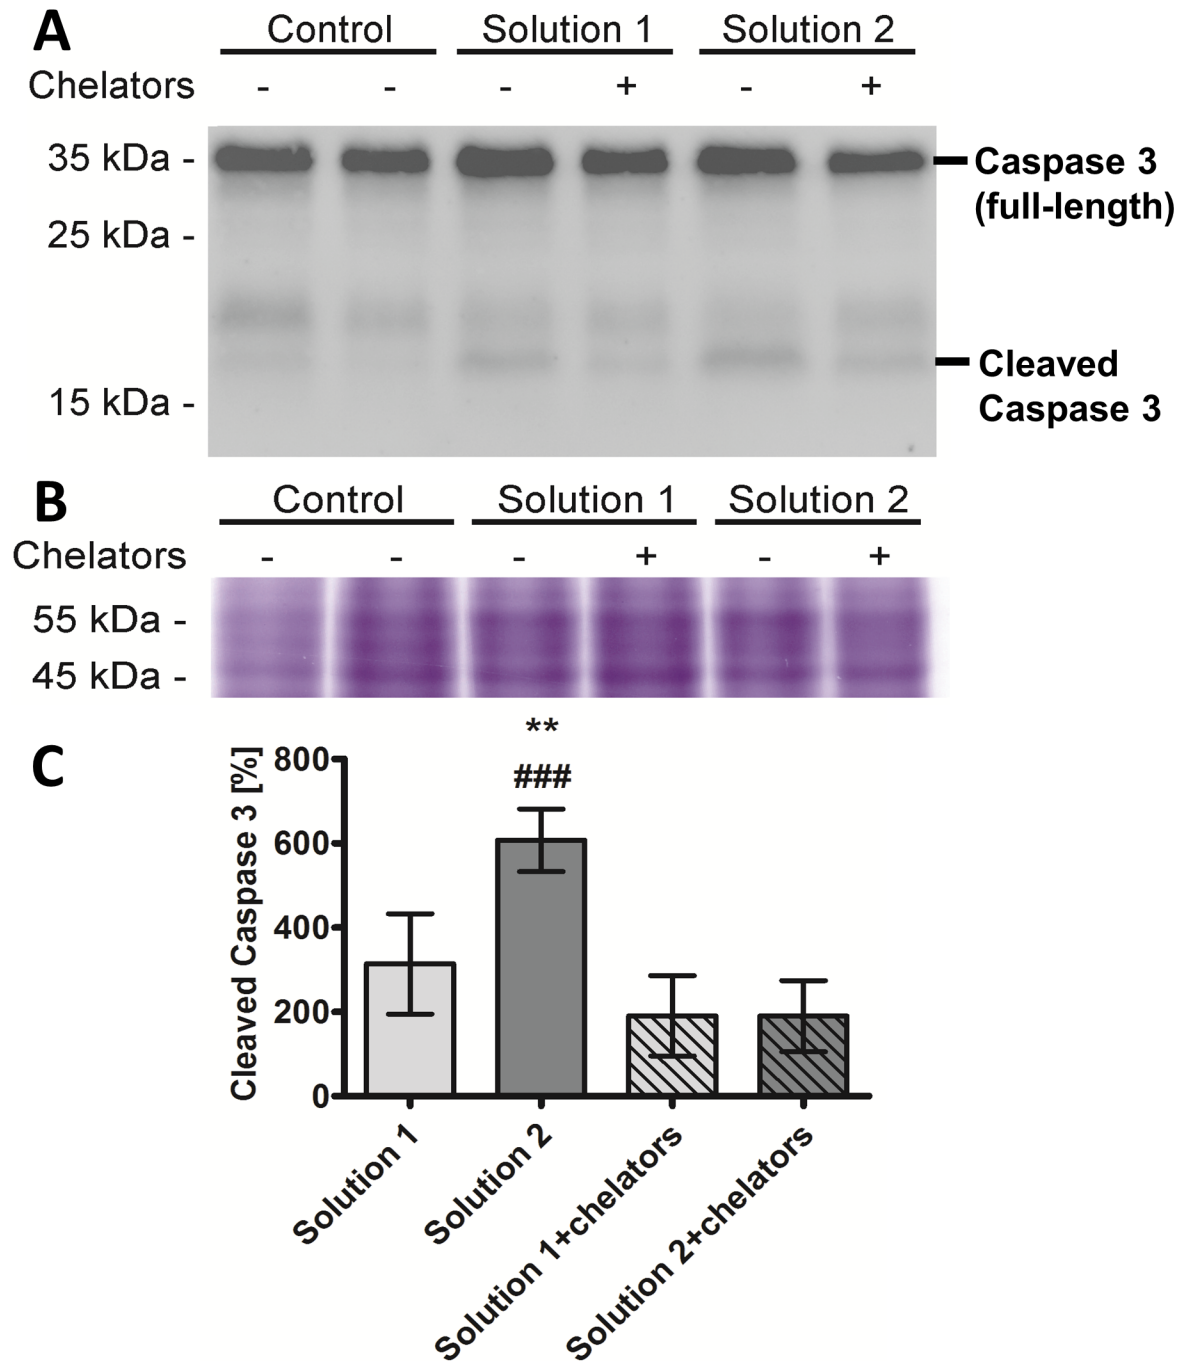 A
Control Solution 1 Solution 2
Chelators - - - + - +
35 kDa -
Caspase 3
(full-length)
25 kDa -
Cleaved
Caspase 3
15 kDa -
B
Control Solution 1 Solution 2
Chelators - - - + - +
55 kDa -
45 kDa -
C
Cleaved Caspase 3 [%]
**
###
800
600
400
200
0
Solution 1
Solution 2
Solution 1+chelators
Solution 2+chelators